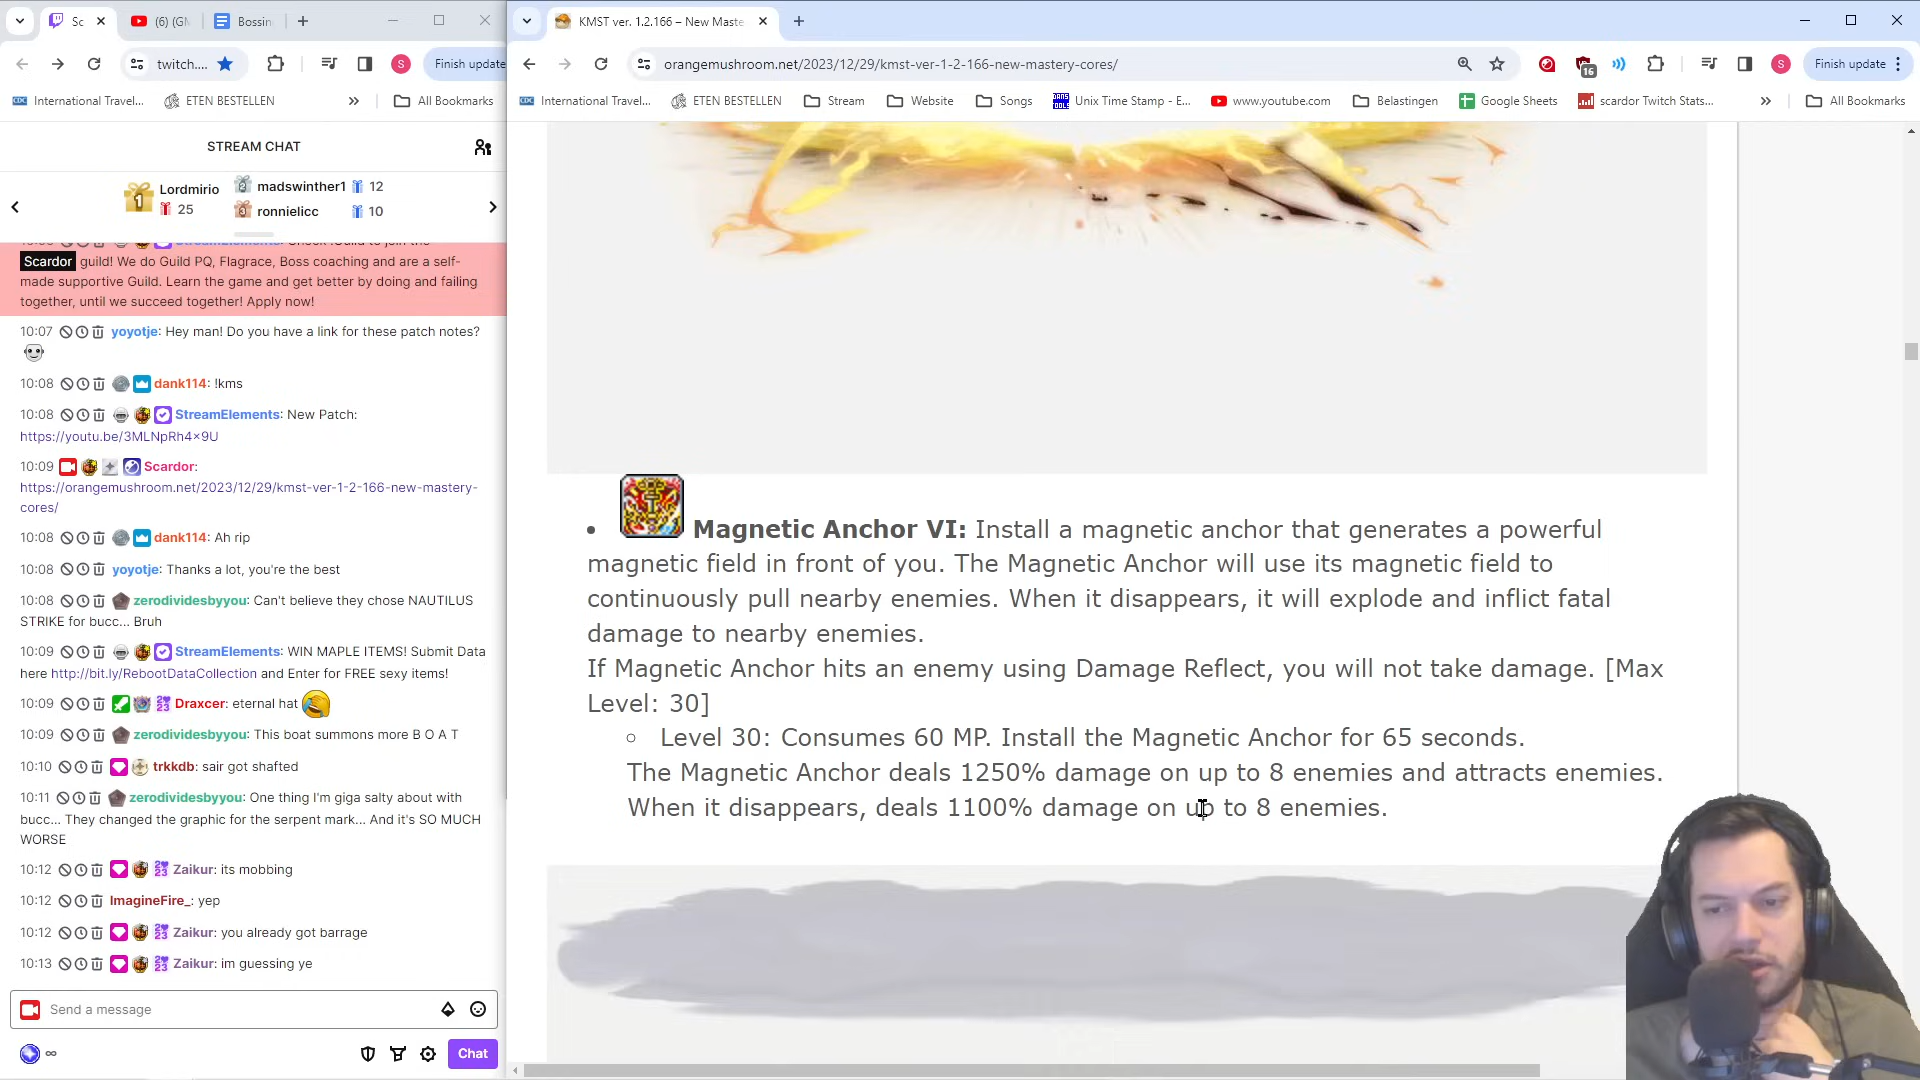 Sc
(6) (GM
Bossin
KMST ver. 1.2.166 – New Maste
twitch....
S
Finish update
orangemushroom.net/2023/12/29/kmst-ver-1-2-166-new-mastery-cores/
16
S
Finish update
International Travel...
ETEN BESTELLEN
All Bookmarks
International Travel...
ETEN BESTELLEN
Stream
Website
Songs
Unix Time Stamp - E...
www.youtube.com
Belastingen
Google Sheets
scardor Twitch Stats...
All Bookmarks
STREAM CHAT
1
Lordmirio
25
2
madswinther1
12
3
ronnielicc
10
StreamElements: Check !Guild to join the
Scardor guild! We do Guild PQ, Flagrace, Boss coaching and are a self-
made supportive Guild. Learn the game and get better by doing and failing
together, until we succeed together! Apply now!
10:07 yoyotje: Hey man! Do you have a link for these patch notes?
10:08 dank114: !kms
10:08 StreamElements: New Patch:
https://youtu.be/3MLNpRh4x9U
10:09 Scardor:
https://orangemushroom.net/2023/12/29/kmst-ver-1-2-166-new-mastery-
cores/
10:08 dank114: Ah rip
10:08 yoyotje: Thanks a lot, you're the best
10:08 zerodividesbyyou: Can't believe they chose NAUTILUS
STRIKE for bucc... Bruh
10:09 StreamElements: WIN MAPLE ITEMS! Submit Data
here http://bit.ly/RebootDataCollection and Enter for FREE sexy items!
10:09 Draxcer: eternal hat
10:09 zerodividesbyyou: This boat summons more B O A T
10:10 trkkdb: sair got shafted
10:11 zerodividesbyyou: One thing I'm giga salty about with
bucc... They changed the graphic for the serpent mark... And it's SO MUCH
WORSE
10:12 Zaikur: its mobbing
10:12 ImagineFire_: yep
10:12 Zaikur: you already got barrage
10:13 Zaikur: im guessing ye
Send a message
∞
Chat
• Magnetic Anchor VI: Install a magnetic anchor that generates a powerful
magnetic field in front of you. The Magnetic Anchor will use its magnetic field to
continuously pull nearby enemies. When it disappears, it will explode and inflict fatal
damage to nearby enemies.
If Magnetic Anchor hits an enemy using Damage Reflect, you will not take damage. [Max
Level: 30]
○ Level 30: Consumes 60 MP. Install the Magnetic Anchor for 65 seconds.
The Magnetic Anchor deals 1250% damage on up to 8 enemies and attracts enemies.
When it disappears, deals 1100% damage on up to 8 enemies.